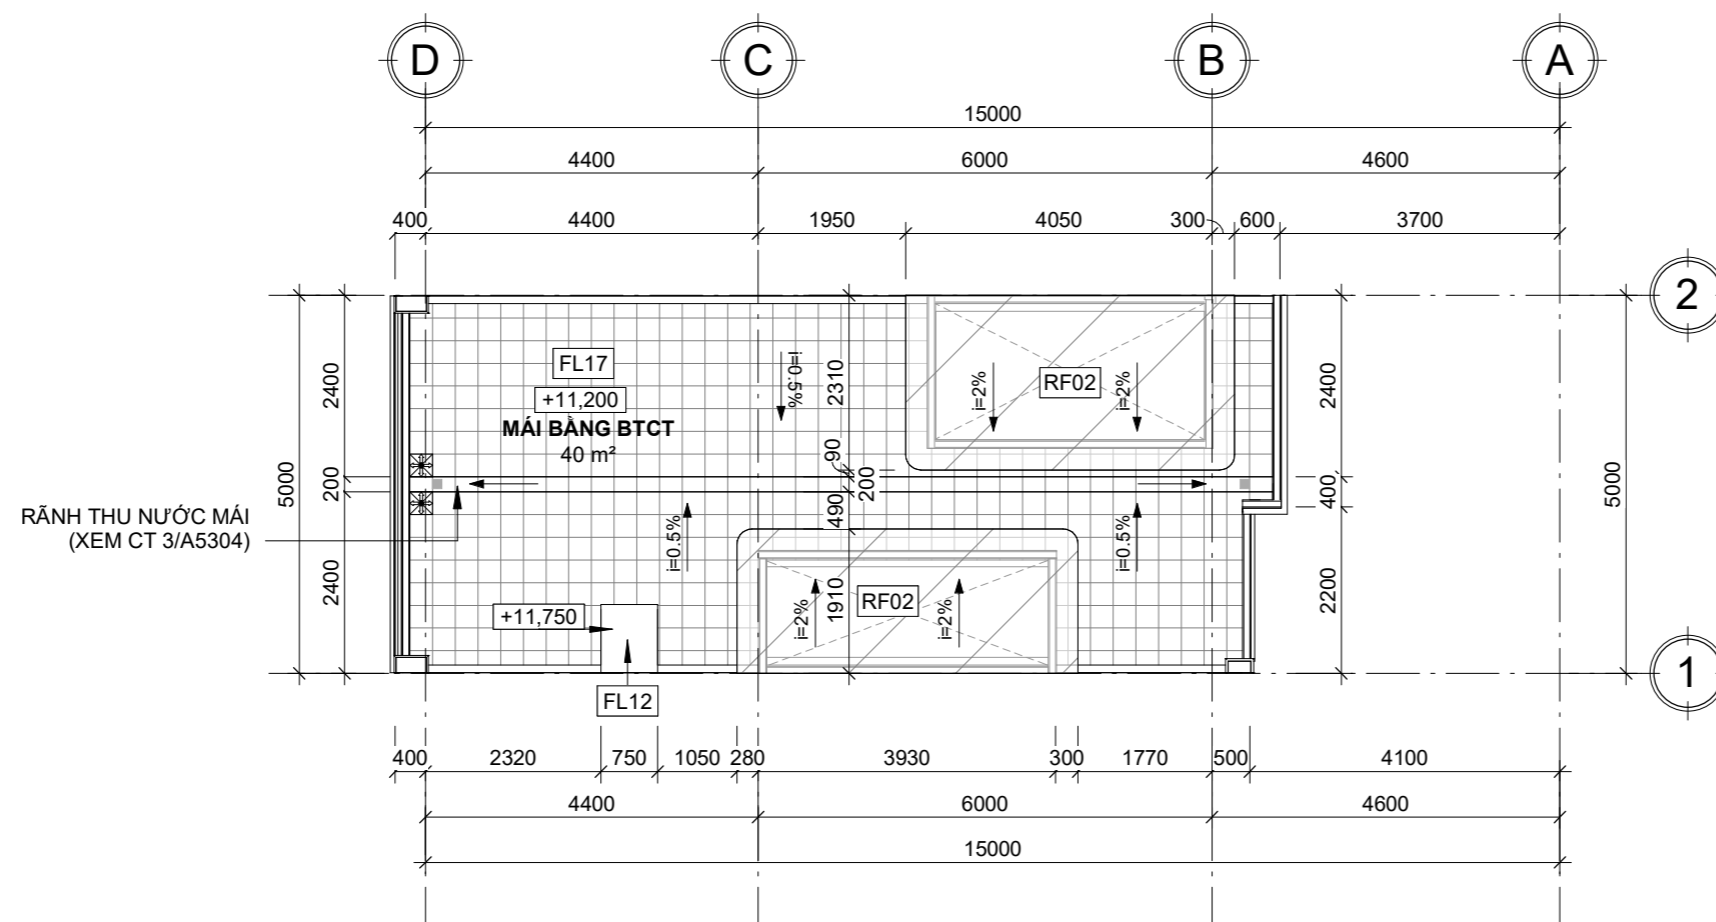 D
C
B
A
15000
4400
6000
4600
400
4400
1950
4050
300
600
3700
2
FL17
+11,200
MÁI BẰNG BTCT
40 m²
i=0.5%
2310
i=2%
RF02
i=2%
2400
2400
5000
200
90
200
490
400
5000
RÃNH THU NƯỚC MÁI
(XEM CT 3/A5304)
i=0.5%
i=0.5%
2400
2200
+11,750
i=2%
1910
RF02
i=2%
FL12
1
400
2320
750
1050
280
3930
300
1770
500
4100
4400
6000
4600
15000